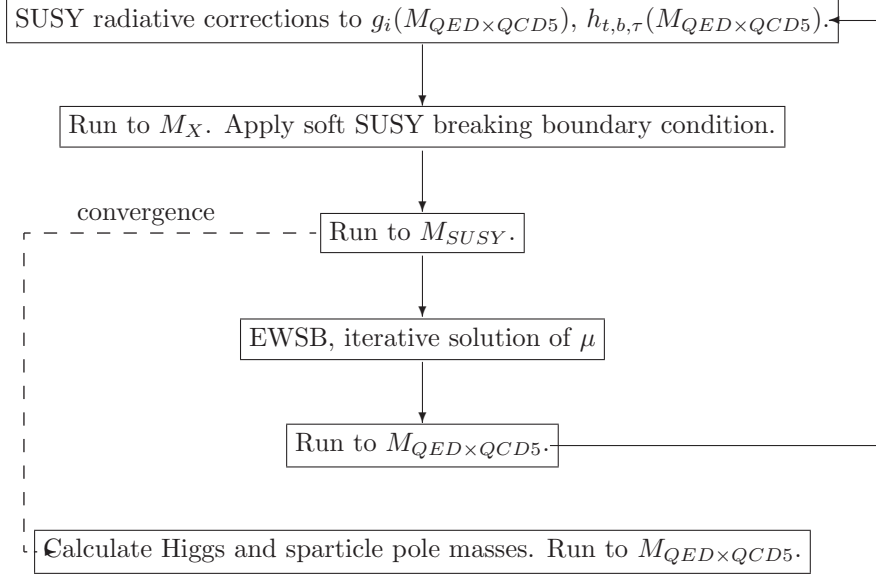 SUSY radiative corrections to $g_i(M_{QED×QCD5})$, $h_{t,b,τ}(M_{QED×QCD5})$.
Run to $M_X$. Apply soft SUSY breaking boundary condition.
convergence
Run to $M_{SUSY}$.
EWSB, iterative solution of $μ$
Run to $M_{QED×QCD5}$.
Calculate Higgs and sparticle pole masses. Run to $M_{QED×QCD5}$.